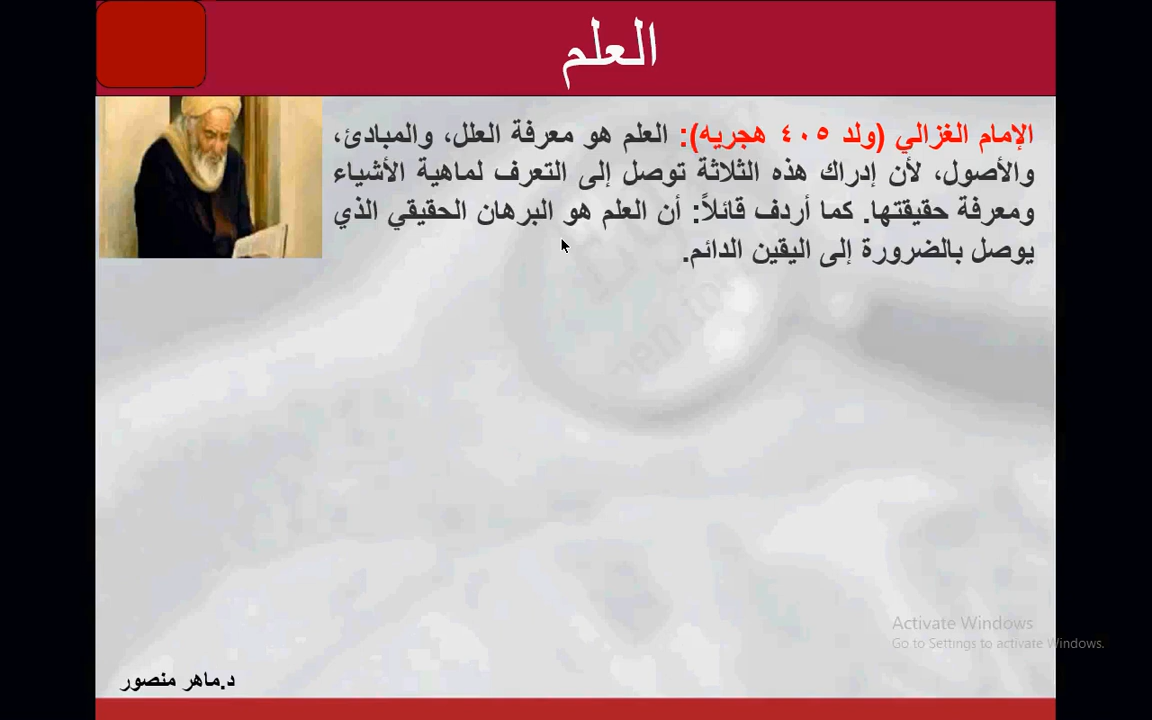 العلم
الإمام الغزالي (ولد ٤٠٥ هجريه): العلم هو معرفة العلل، والمبادئ،
والأصول، لأن إدراك هذه الثلاثة توصل إلى التعرف لماهية الأشياء
ومعرفة حقيقتها. كما أردف قائلاً: أن العلم هو البرهان الحقيقي الذي
يوصل بالضرورة إلى اليقين الدائم.
Activate Windows
Go to Settings to activate Windows.
د.ماهر منصور